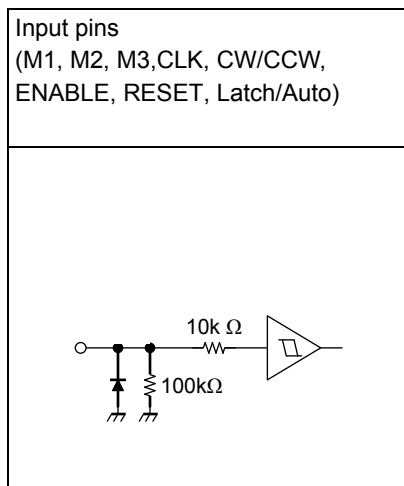 Input pins
(M1, M2, M3,CLK, CW/CCW,
ENABLE, RESET, Latch/Auto)
10k Ω
100kΩ